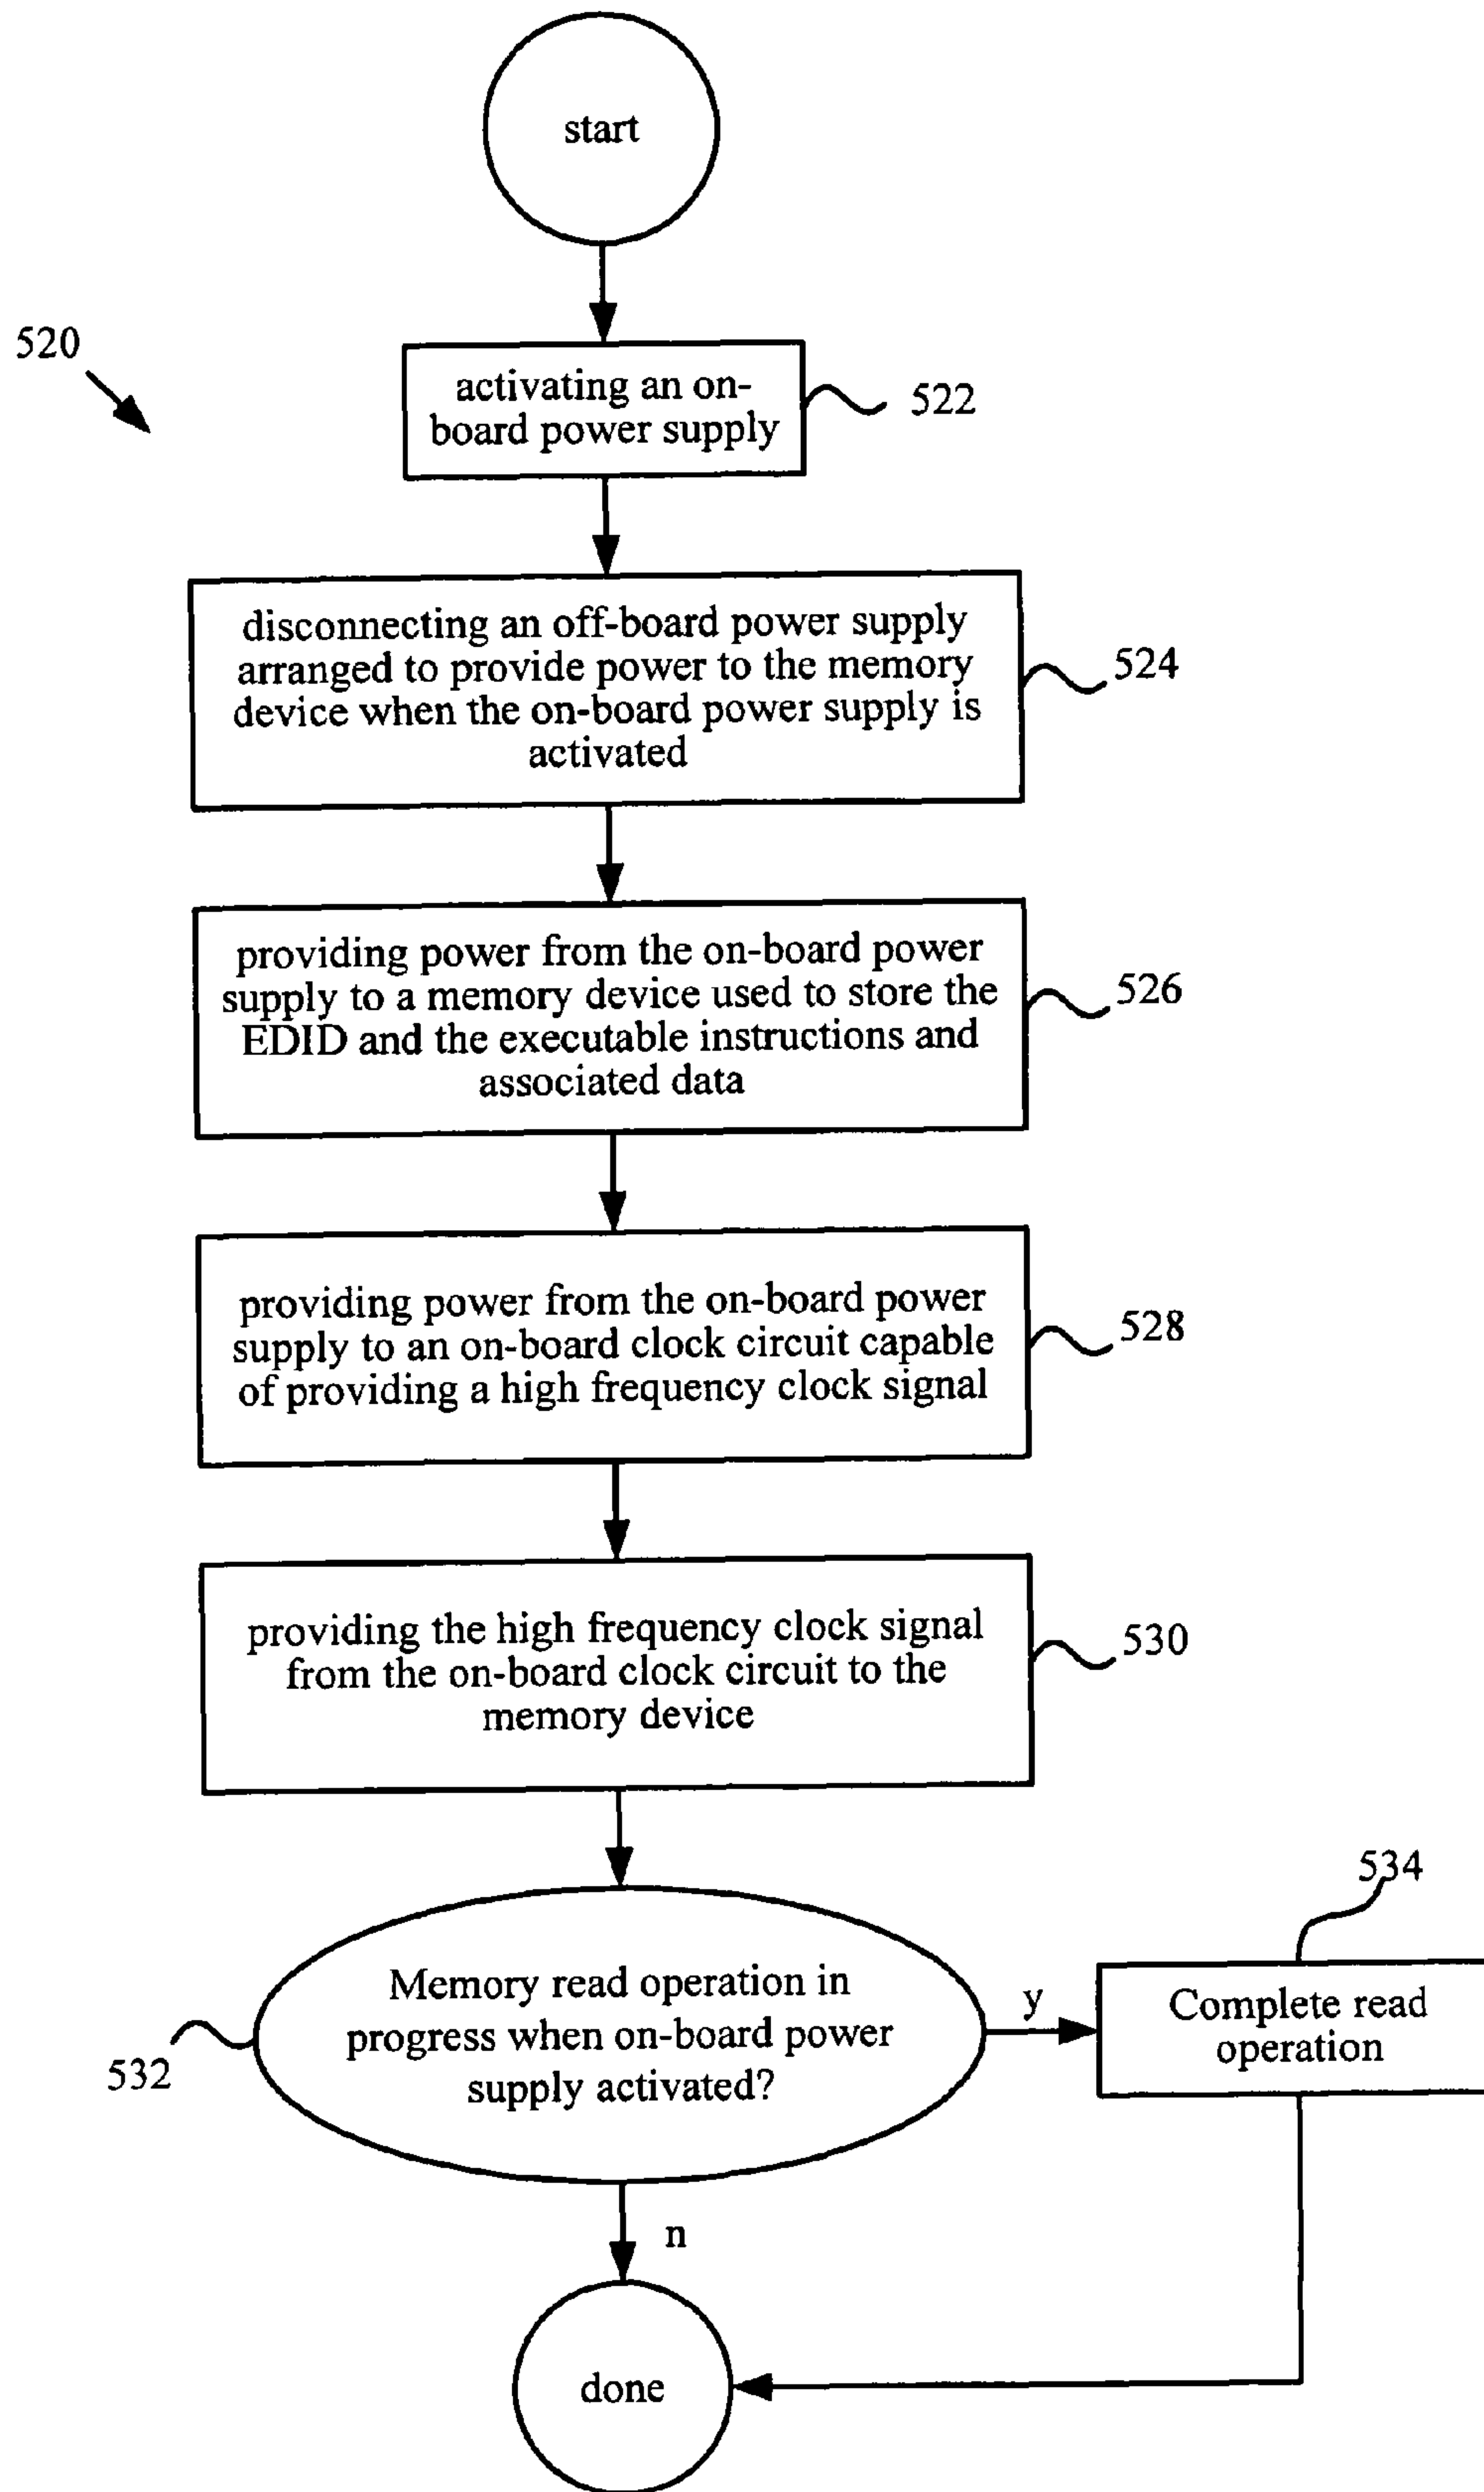 start
520
activating an on-
board power supply
522
disconnecting an off-board power supply
arranged to provide power to the memory
device when the on-board power supply is
activated
524
providing power from the on-board power
supply to a memory device used to store the
EDID and the executable instructions and
associated data
526
providing power from the on-board power
supply to an on-board clock circuit capable
of providing a high frequency clock signal
528
providing the high frequency clock signal
from the on-board clock circuit to the
memory device
530
Memory read operation in
progress when on-board power
supply activated?
532
y
534
Complete read
operation
n
done